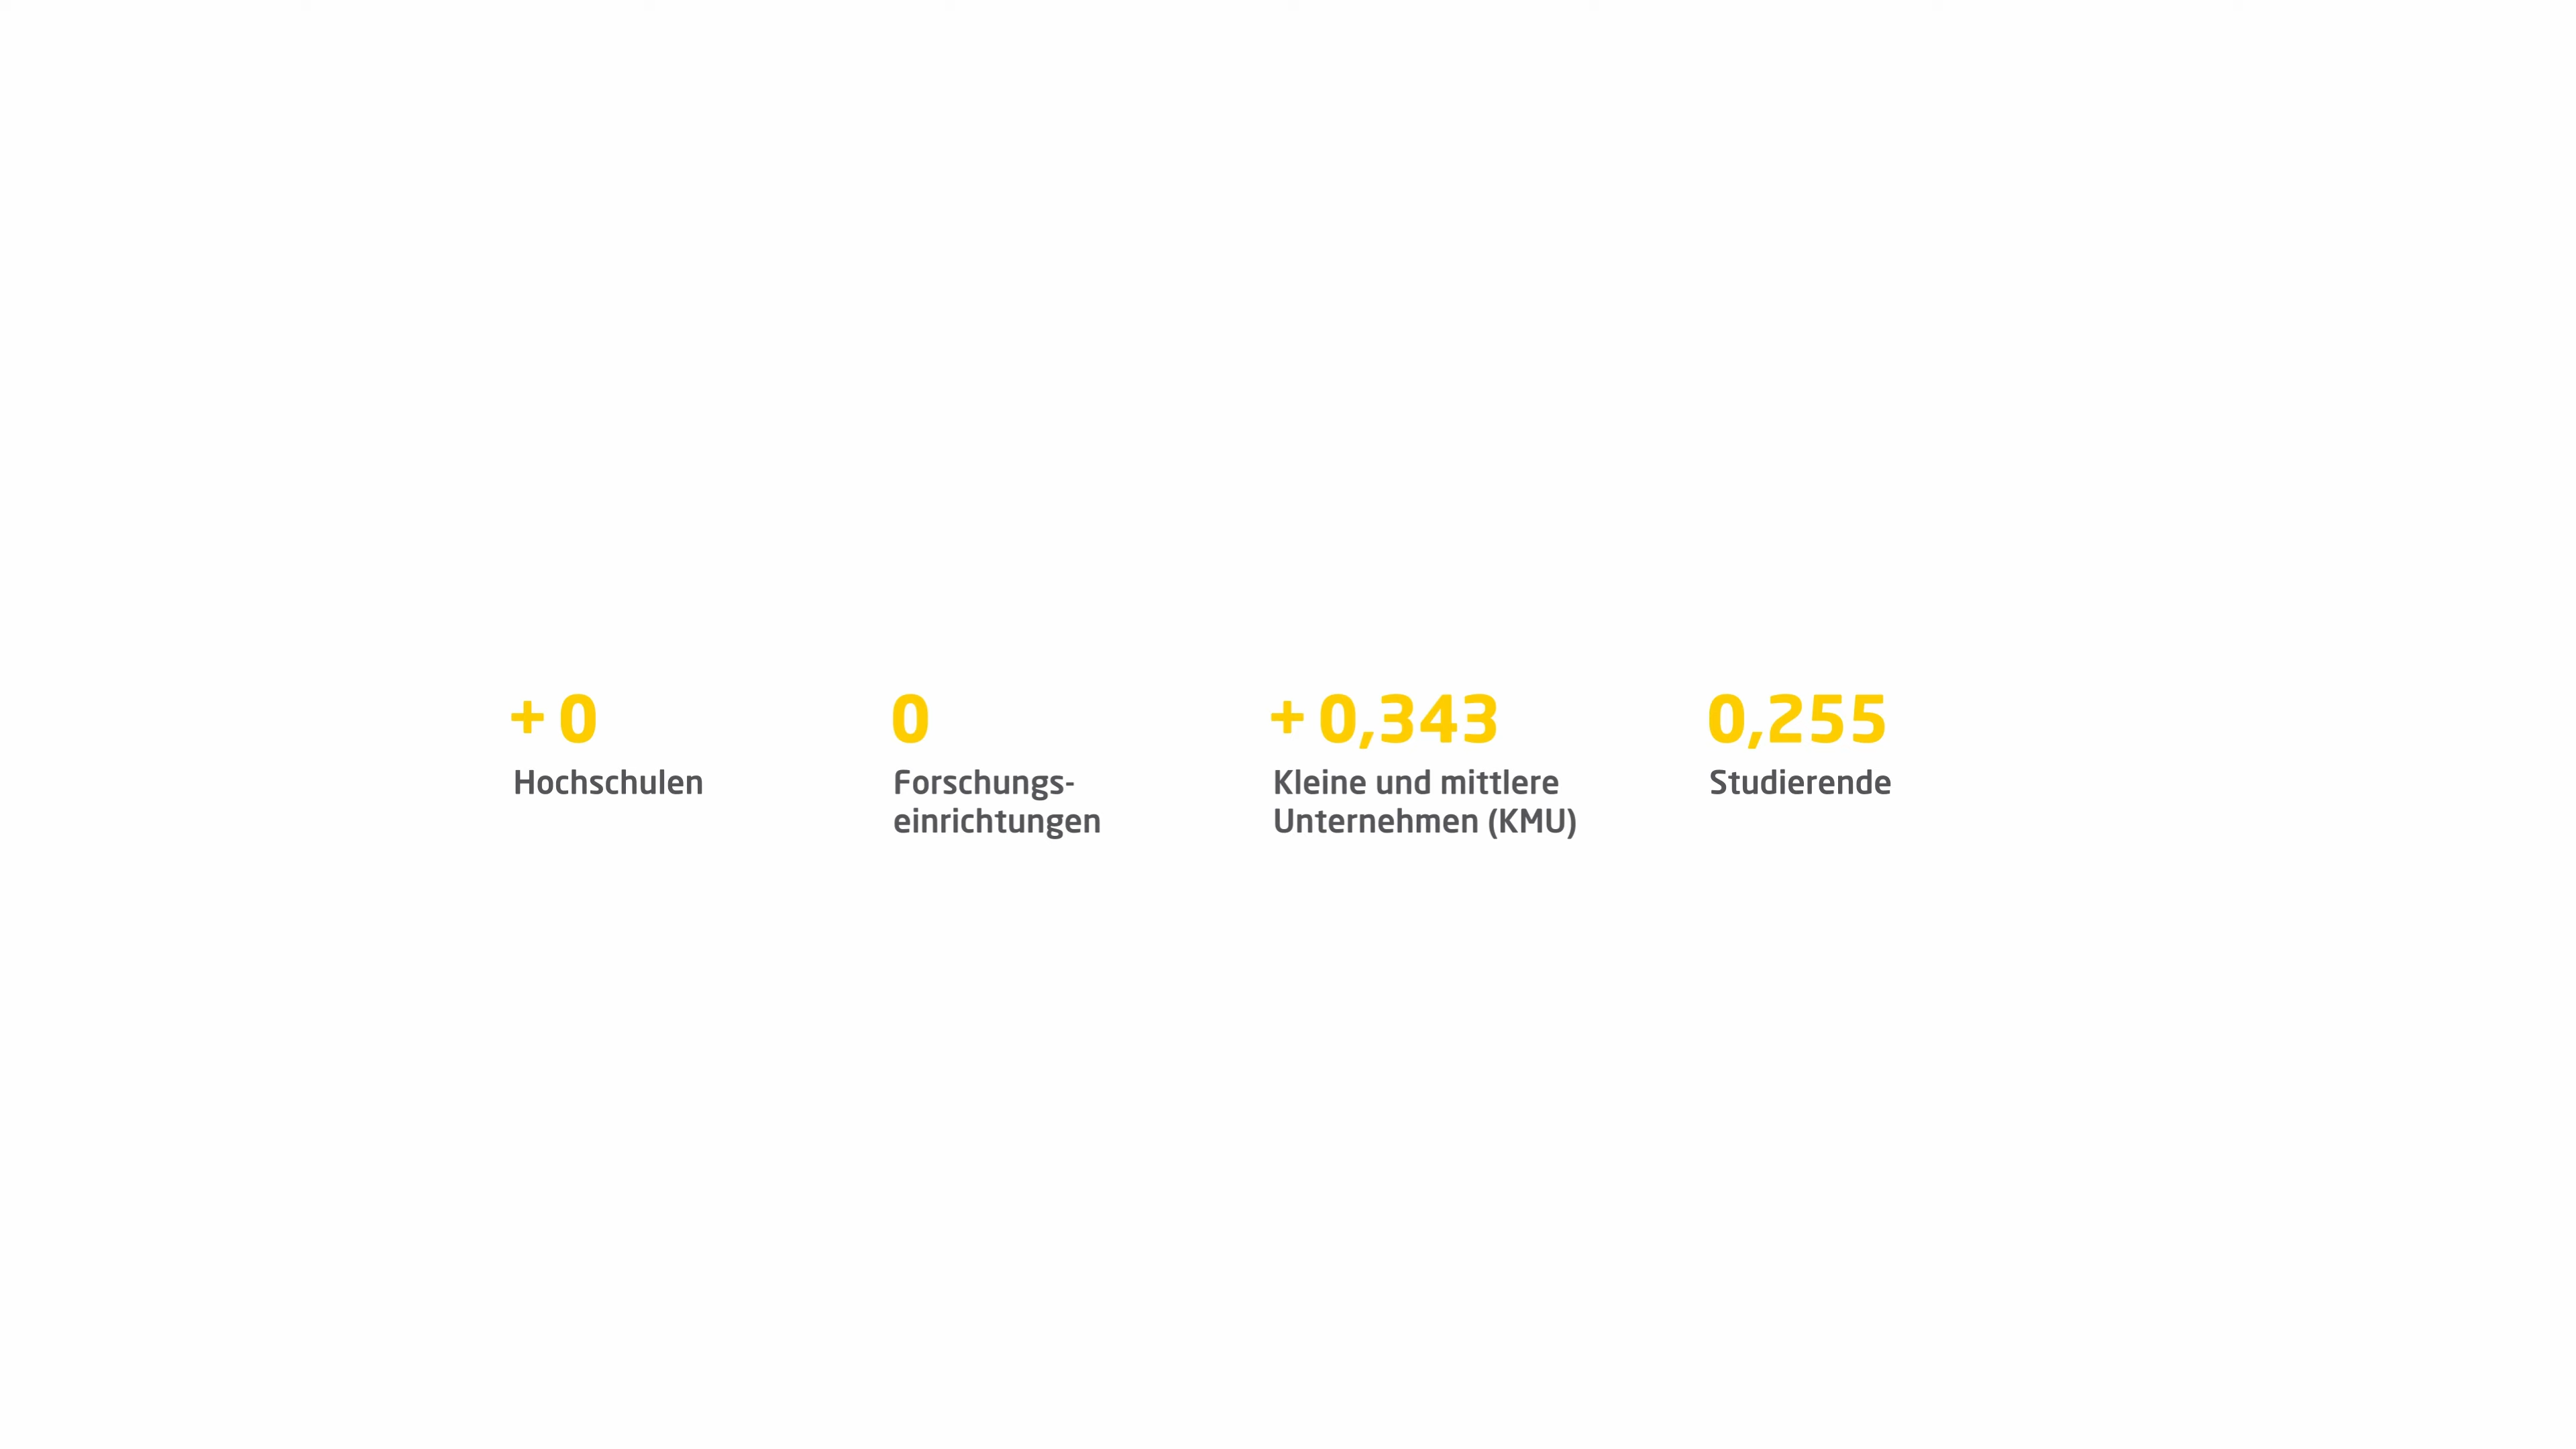 + 0
Hochschulen
0
Forschungs-
einrichtungen
+ 0,343
Kleine und mittlere
Unternehmen (KMU)
0,255
Studierende